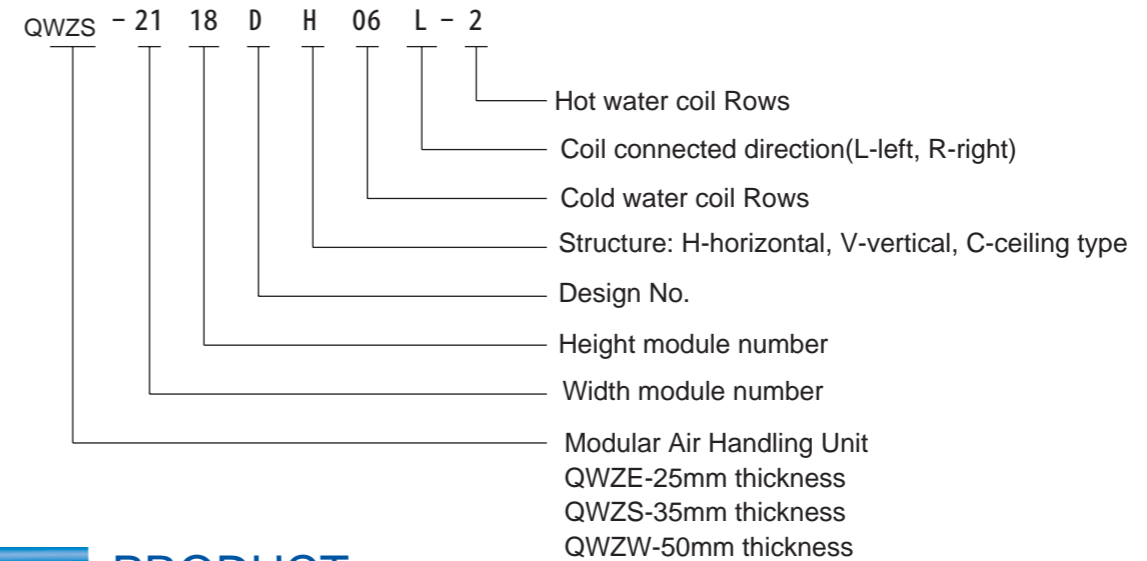 QWZS - 21 18 D H 06 L - 2
Hot water coil Rows
Coil connected direction(L-left, R-right)
Cold water coil Rows
Structure: H-horizontal, V-vertical, C-ceiling type
Design No.
Height module number
Width module number
Modular Air Handling Unit
QWZE-25mm thickness
QWZS-35mm thickness
QWZW-50mm thickness
PRODUCT